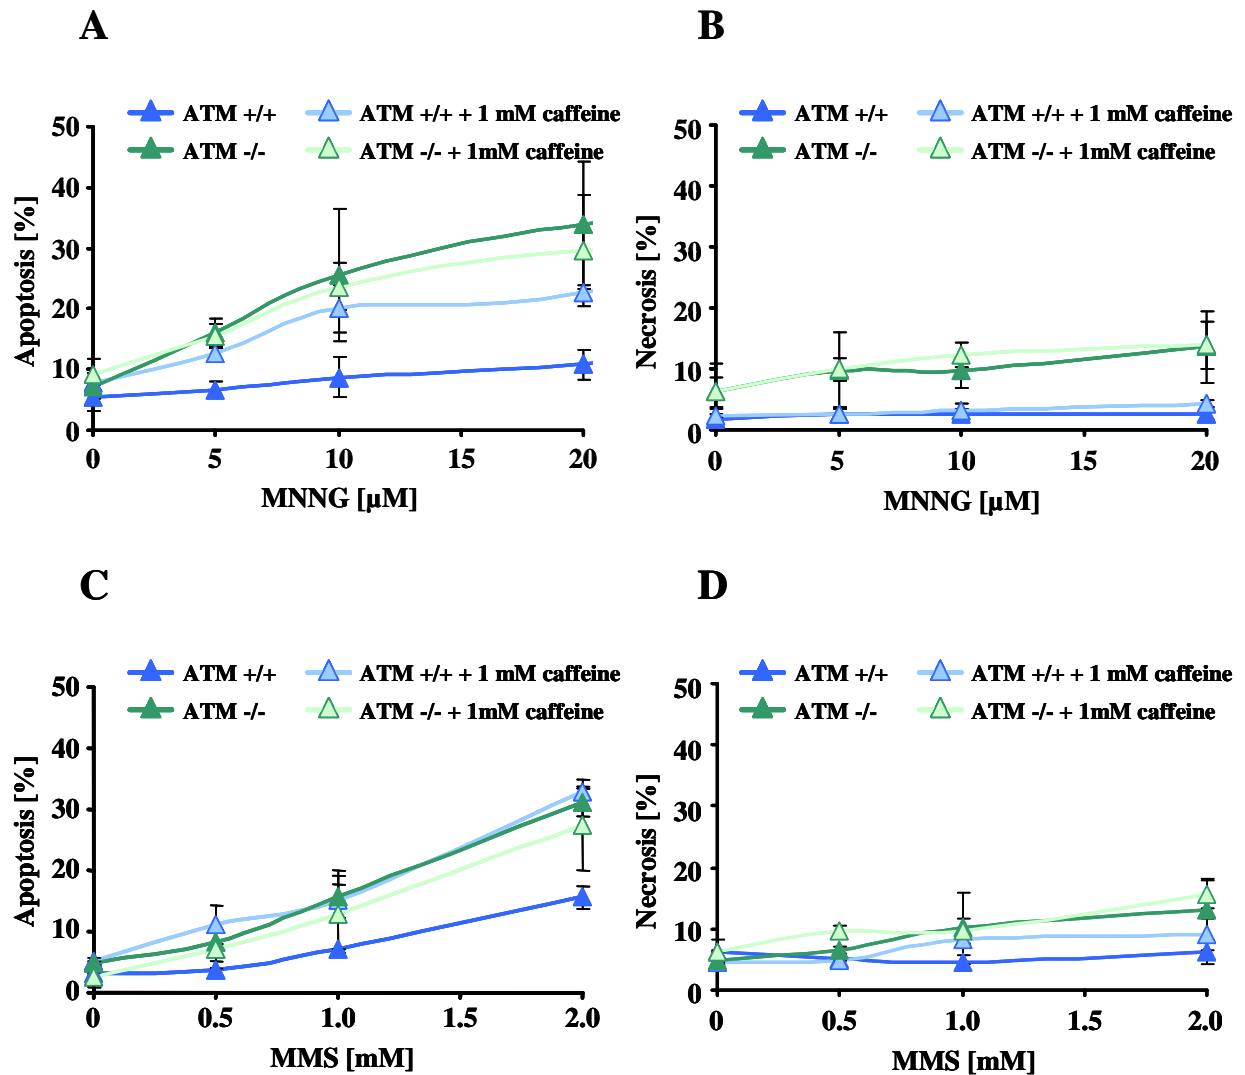 A
ATM +/+ ATM +/+ + 1 mM caffeine
ATM -/- ATM -/- + 1mM caffeine
Apoptosis [%]
50
40
30
20
10
0
0 5 10 15 20
MNNG [µM]
B
ATM +/+ ATM +/+ + 1 mM caffeine
ATM -/- ATM -/- + 1mM caffeine
Necrosis [%]
50
40
30
20
10
0
0 5 10 15 20
MNNG [µM]
C
ATM +/+ ATM +/+ + 1 mM caffeine
ATM -/- ATM -/- + 1mM caffeine
Apoptosis [%]
50
40
30
20
10
0
0 0.5 1.0 1.5 2.0
MMS [mM]
D
ATM +/+ ATM +/+ + 1 mM caffeine
ATM -/- ATM -/- + 1mM caffeine
Necrosis [%]
50
40
30
20
10
0
0 0.5 1.0 1.5 2.0
MMS [mM]